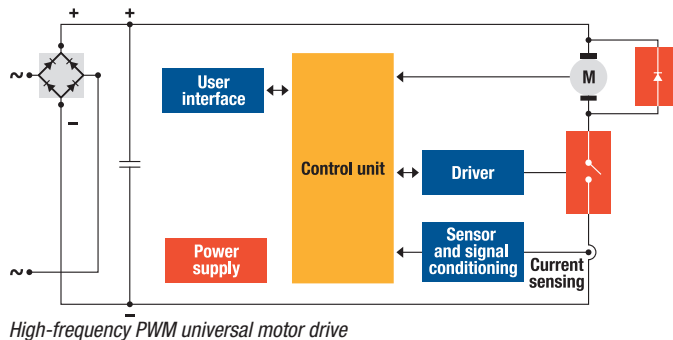 +
+
~
−
User
interface
M
Control unit
Driver
Power
supply
Sensor
and signal
conditioning
Current
sensing
~
−
High-frequency PWM universal motor drive